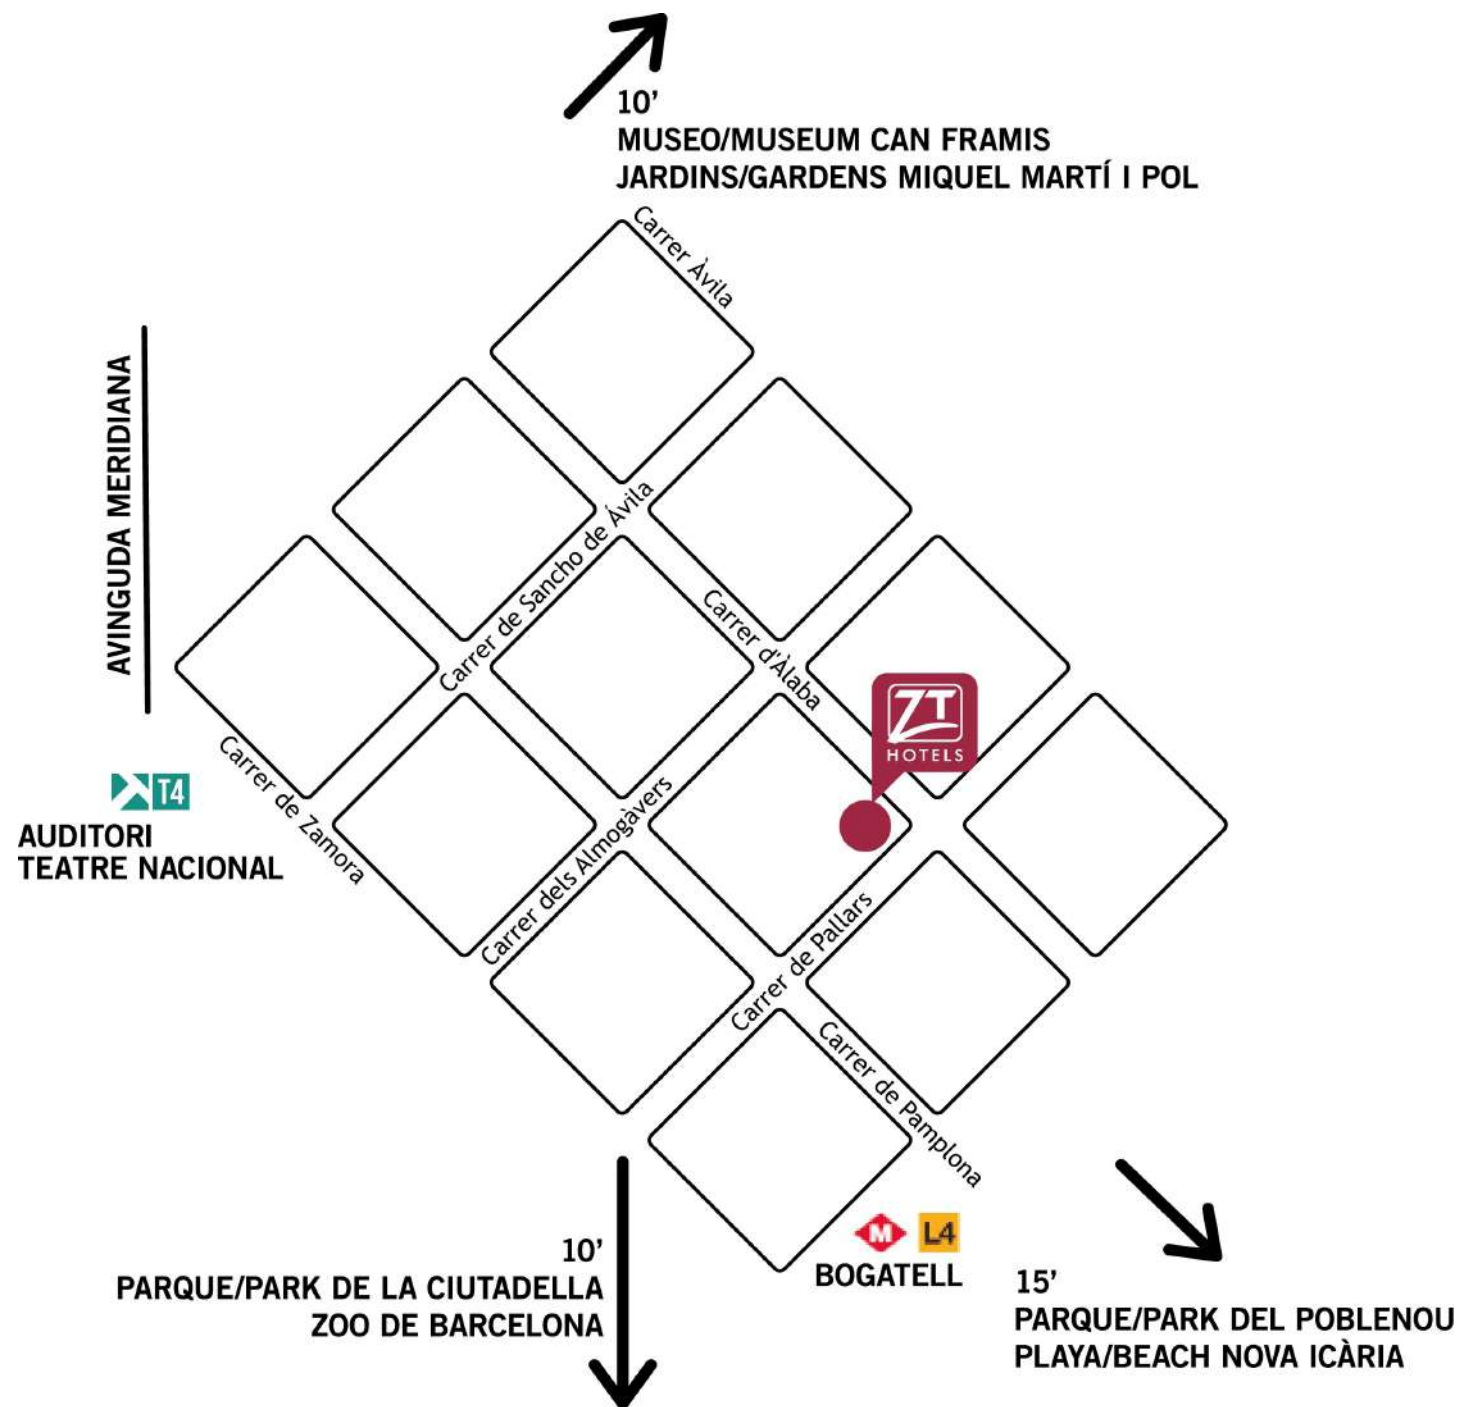 10’
MUSEO/MUSEUM CAN FRAMIS
JARDINS/GARDENS MIQUEL MARTÍ I POL
Carrer Àvila
AVINGUDA MERIDIANA
Carrer de Sancho de Ávila
Carrer d'Àlaba
ZT
HOTELS
Carrer de Zamora
T4
AUDITORI
TEATRE NACIONAL
Carrer dels Almogàvers
Carrer de Pallars
Carrer de Pamplona
M L4
BOGATELL
10’
PARQUE/PARK DE LA CIUTADELLA
ZOO DE BARCELONA
15’
PARQUE/PARK DEL POBLENOU
PLAYA/BEACH NOVA ICÀRIA